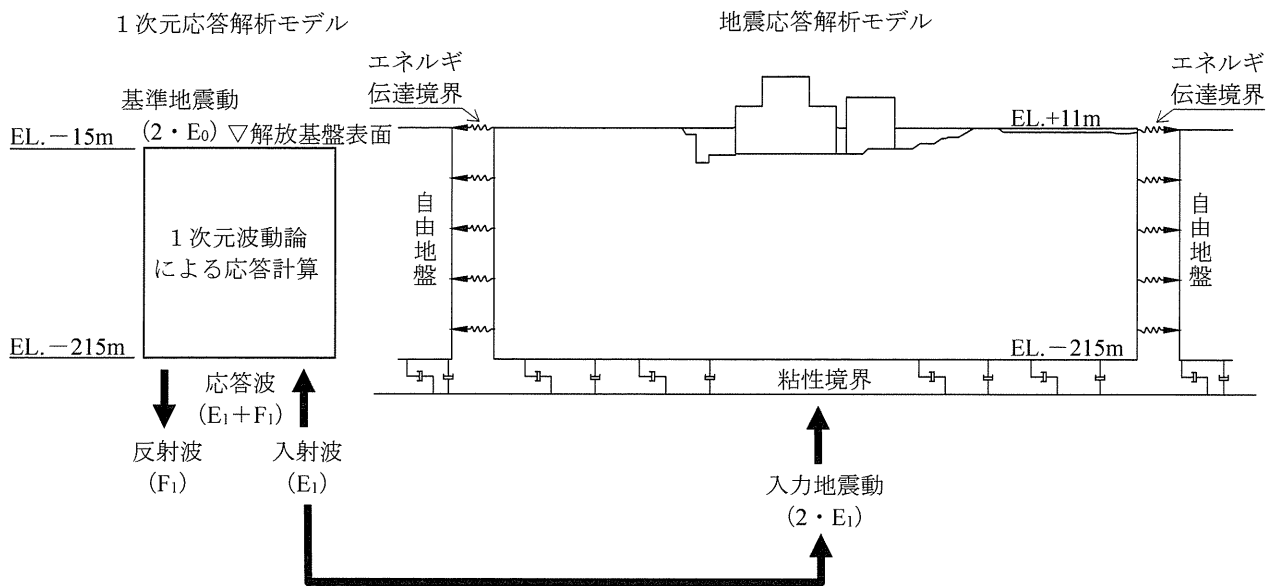 １次元応答解析モデル
地震応答解析モデル
エネルギ
伝達境界
エネルギ
伝達境界
基準地震動
(2・E₀) ▽解放基盤表面
EL.－15m
EL.+11m
１次元波動論
による応答計算
自由地盤
自由地盤
EL.－215m
EL.－215m
粘性境界
応答波
(E₁＋F₁)
反射波
(F₁)
入射波
(E₁)
入力地震動
(2・E₁)